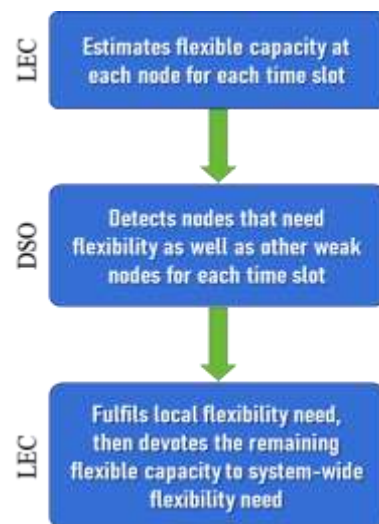 LEC
Estimates flexible capacity at
each node for each time slot
DSO
Detects nodes that need
flexibility as well as other weak
nodes for each time slot
LEC
Fulfils local flexibility need,
then devotes the remaining
flexible capacity to system-wide
flexibility need